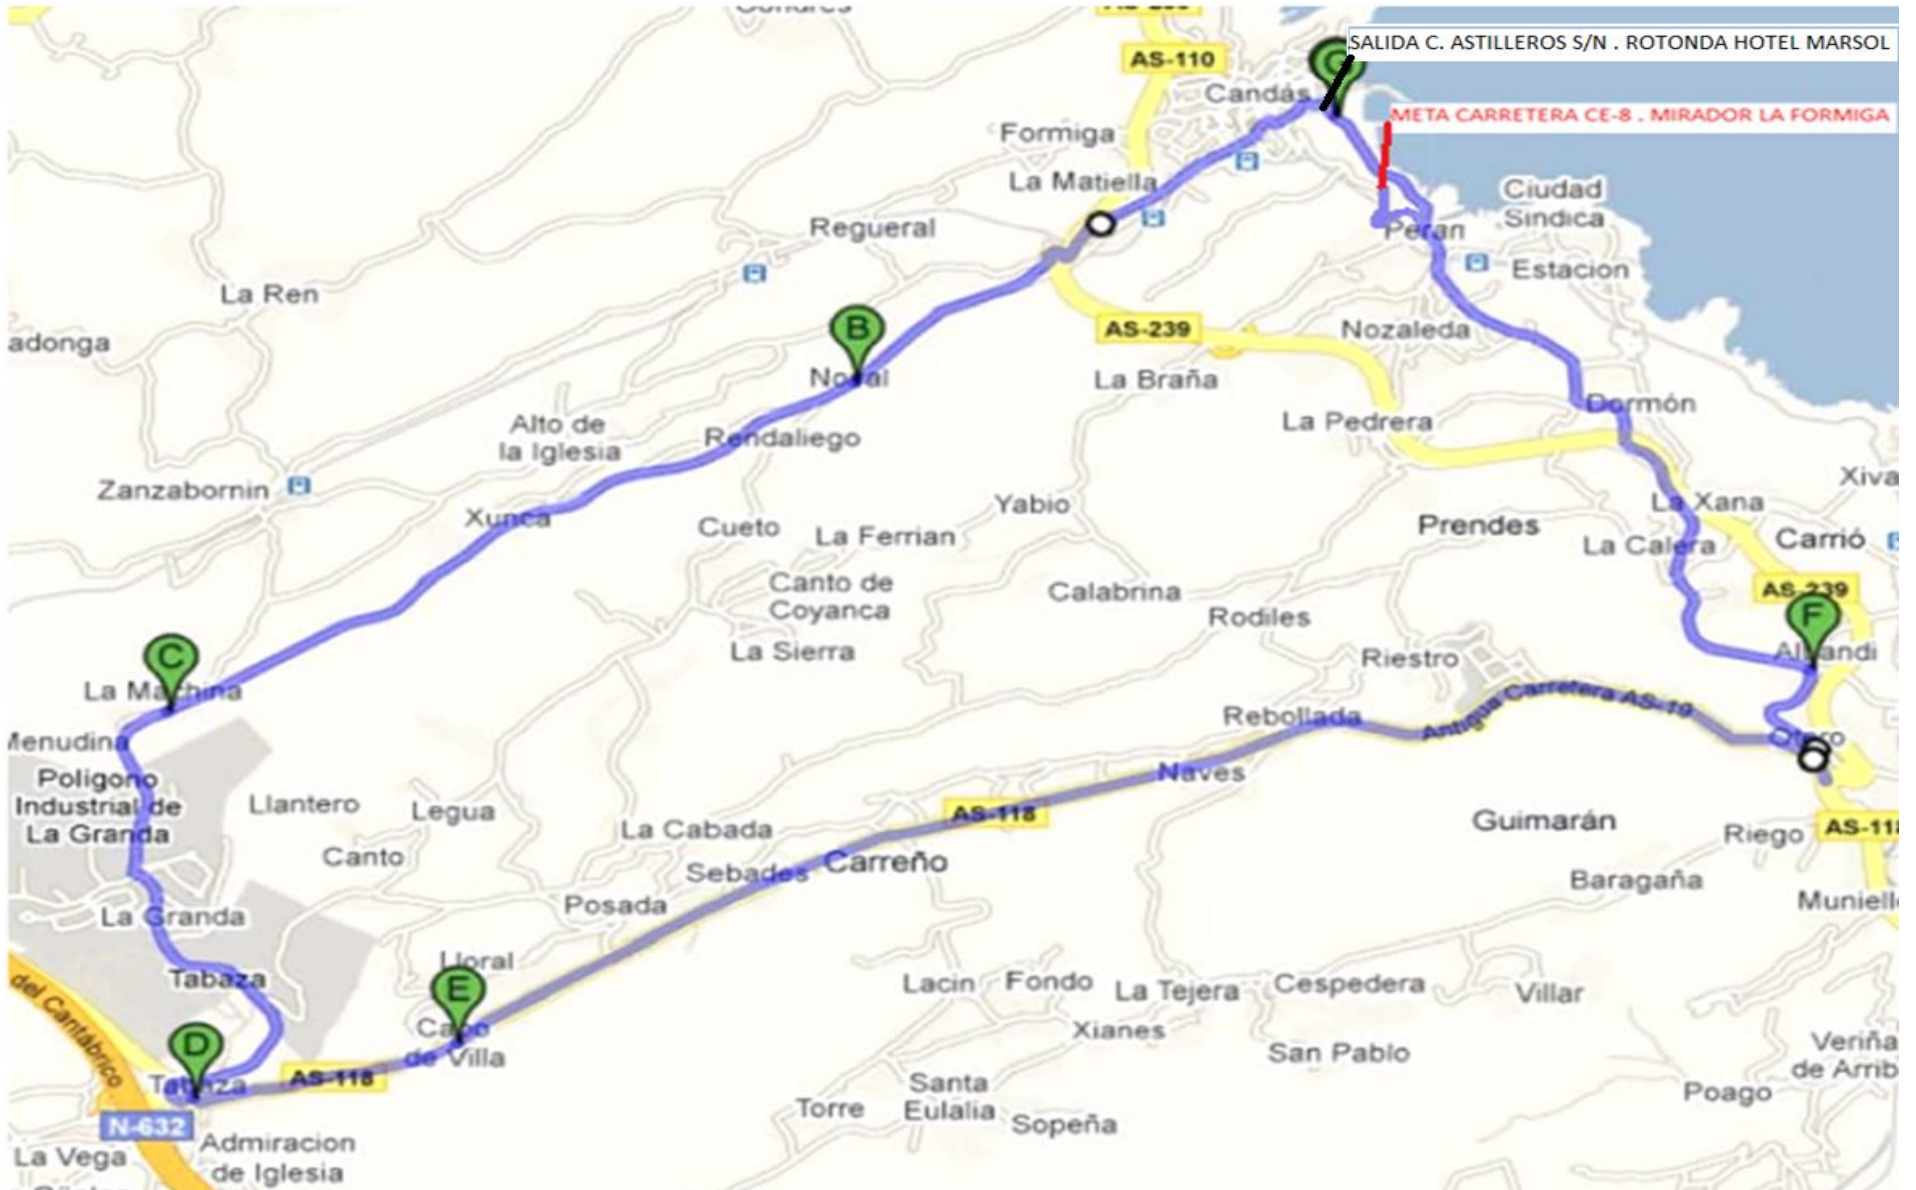 AS-110
SALIDA C. ASTILLEROS S/N . ROTONDA HOTEL MARSOL
G
Candás
META CARRETERA CE-8 . MIRADOR LA FORMIGA
Formiga
La Matiella
Ciudad
Sindica
Regueral
Peran
Estacion
La Ren
B
AS-239
Nozaleda
adonga
La Braña
Dormón
Alto de
la Iglesia
Rendaliego
La Pedrera
Zanzabornin
Xunca
Yabio
La Xana
Xiva
Cueto
La Ferrian
Prendes
La Calera
Carrió
Canto de
Coyanca
Calabrina
AS-239
Rodiles
F
C
La Sierra
Riestro
La Machina
Rebollada
Antigua Carretera AS-19
Menudina
Naves
Poligono
Industrial de
La Granda
Llantero
Legua
AS-118
La Cabada
Guimarán
Riego
AS-118
Canto
Sebades
Carreño
Baragaña
Posada
Muniell
La Granda
Lloral
Tabaza
E
Lacin
Fondo
La Tejera
Cespedera
Villar
del Cantábrico
D
de Villa
Xianes
San Pablo
Veriña
de Arrib
Tabaza
AS-118
Santa
Eulalia
Poago
N-632
Torre
Sopeña
La Vega
Admiracion
de Iglesia